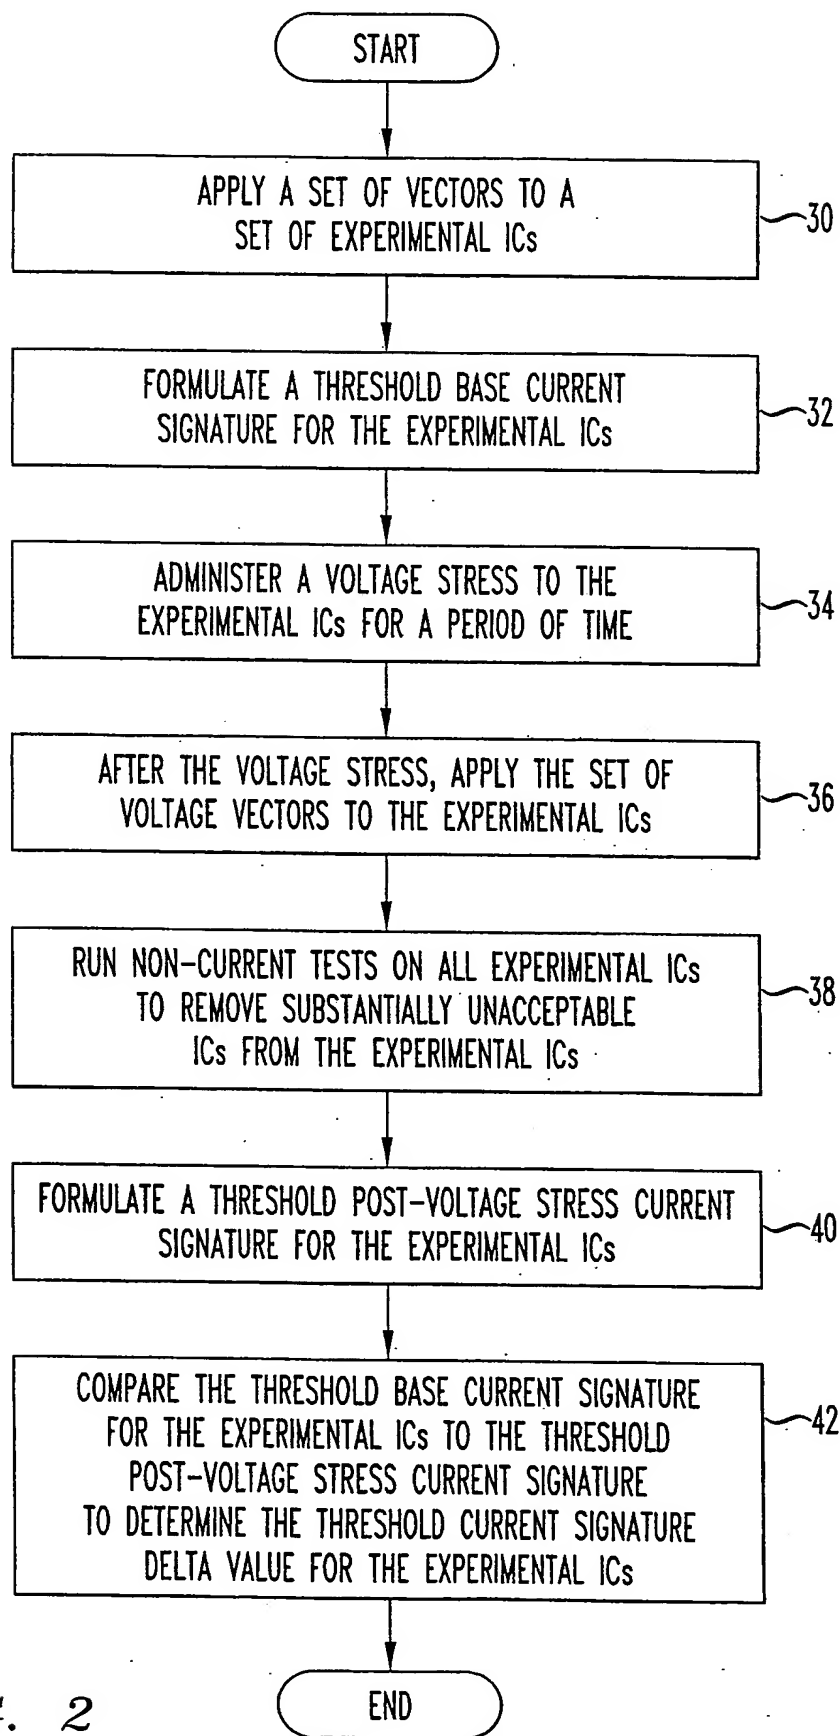 START
APPLY A SET OF VECTORS TO A
SET OF EXPERIMENTAL ICs
30
FORMULATE A THRESHOLD BASE CURRENT
SIGNATURE FOR THE EXPERIMENTAL ICs
32
ADMINISTER A VOLTAGE STRESS TO THE
EXPERIMENTAL ICs FOR A PERIOD OF TIME
34
AFTER THE VOLTAGE STRESS, APPLY THE SET OF
VOLTAGE VECTORS TO THE EXPERIMENTAL ICs
36
RUN NON-CURRENT TESTS ON ALL EXPERIMENTAL ICs
TO REMOVE SUBSTANTIALLY UNACCEPTABLE
ICs FROM THE EXPERIMENTAL ICs
38
FORMULATE A THRESHOLD POST-VOLTAGE STRESS CURRENT
SIGNATURE FOR THE EXPERIMENTAL ICs
40
COMPARE THE THRESHOLD BASE CURRENT SIGNATURE
FOR THE EXPERIMENTAL ICs TO THE THRESHOLD
POST-VOLTAGE STRESS CURRENT SIGNATURE
TO DETERMINE THE THRESHOLD CURRENT SIGNATURE
DELTA VALUE FOR THE EXPERIMENTAL ICs
42
END
2